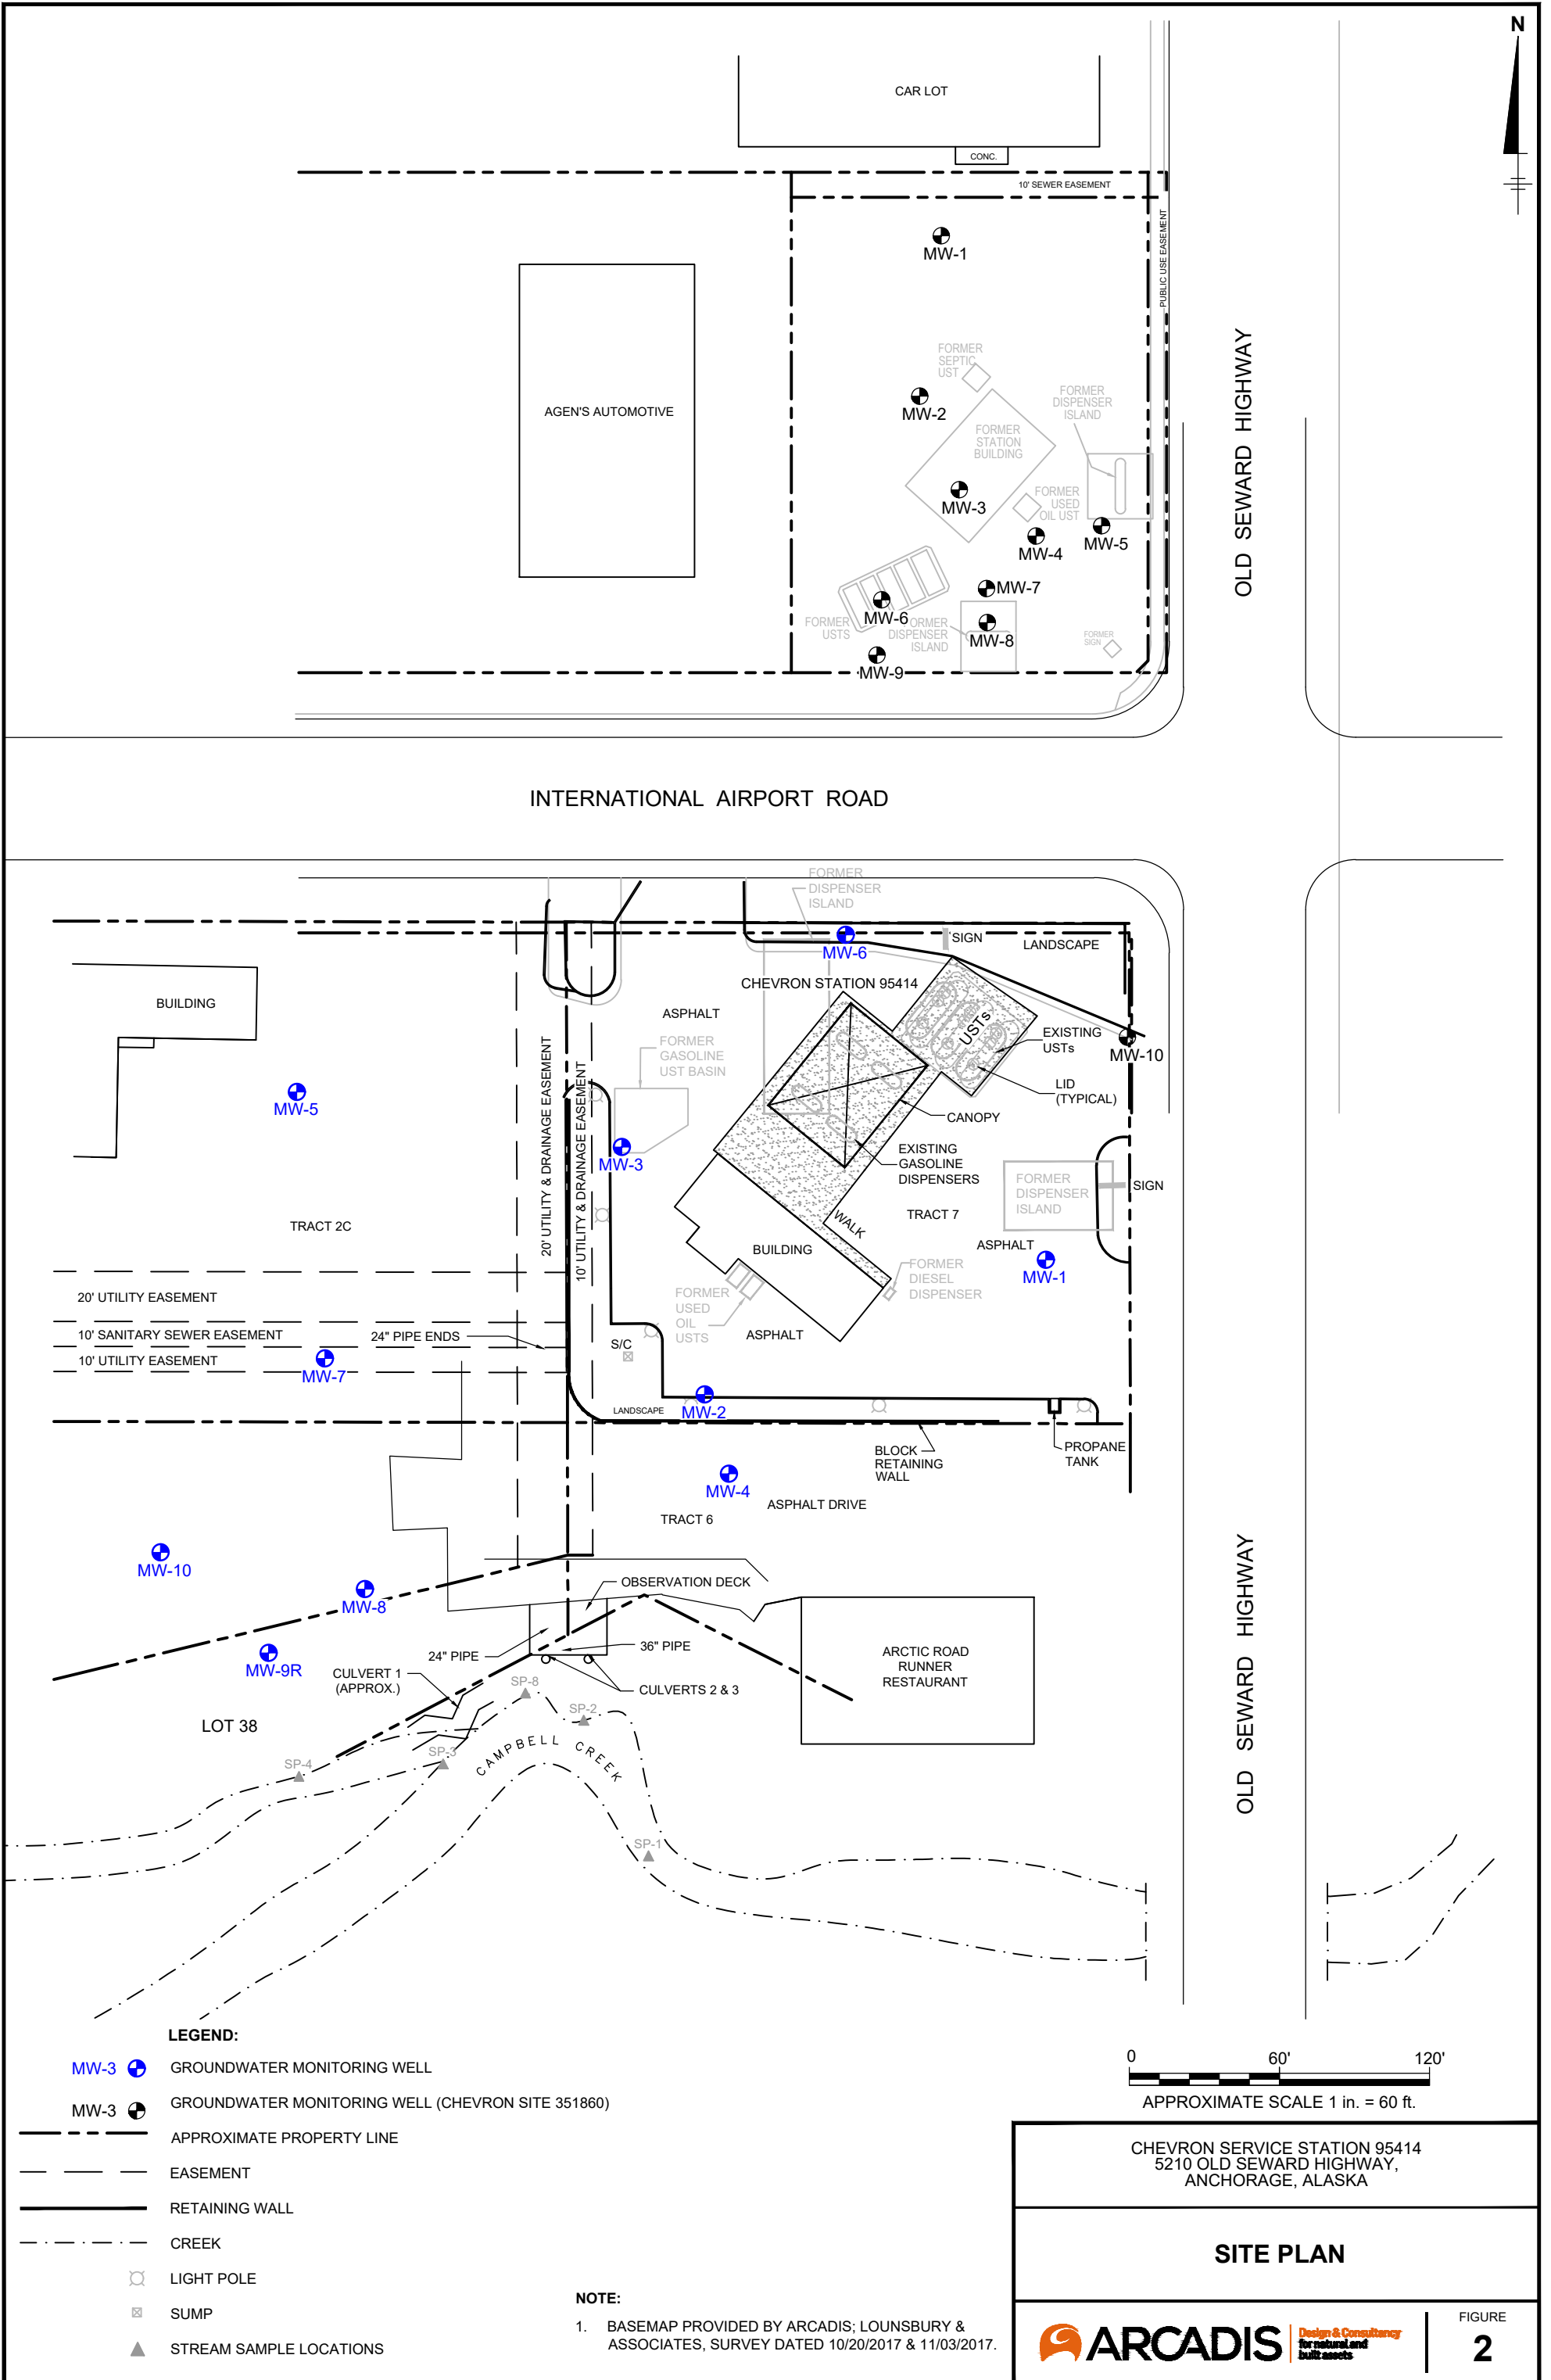 N
CAR LOT
CONC.
10' SEWER EASEMENT
PUBLIC USE EASEMENT
MW-1
FORMER
SEPTIC
UST
MW-2
AGEN'S AUTOMOTIVE
FORMER
DISPENSER
ISLAND
FORMER
STATION
BUILDING
OLD SEWARD HIGHWAY
MW-3
FORMER
USED
OIL UST
MW-4
MW-5
MW-7
MW-6
FORMER
USTS
FORMER
DISPENSER
ISLAND
MW-8
FORMER
SIGN
MW-9
INTERNATIONAL AIRPORT ROAD
FORMER
DISPENSER
ISLAND
MW-6
SIGN
LANDSCAPE
CHEVRON STATION 95414
BUILDING
ASPHALT
USTs
EXISTING
USTs
MW-10
FORMER
GASOLINE
UST BASIN
LID
(TYPICAL)
MW-5
CANOPY
20' UTILITY & DRAINAGE EASEMENT
10' UTILITY & DRAINAGE EASEMENT
MW-3
EXISTING
GASOLINE
DISPENSERS
FORMER
DISPENSER
ISLAND
SIGN
TRACT 2C
WALK
TRACT 7
BUILDING
ASPHALT
MW-1
FORMER
DIESEL
DISPENSER
20' UTILITY EASEMENT
FORMER
USED
OIL
USTS
10' SANITARY SEWER EASEMENT
24" PIPE ENDS
S/C
ASPHALT
10' UTILITY EASEMENT
MW-7
LANDSCAPE
MW-2
BLOCK
RETAINING
WALL
PROPANE
TANK
MW-4
ASPHALT DRIVE
TRACT 6
MW-10
MW-8
OBSERVATION DECK
OLD SEWARD HIGHWAY
MW-9R
24" PIPE
36" PIPE
ARCTIC ROAD
RUNNER
RESTAURANT
CULVERT 1
(APPROX.)
SP-8
CULVERTS 2 & 3
SP-2
LOT 38
SP-3
SP-4
CAMPBELL CREEK
SP-1
LEGEND:
MW-3 GROUNDWATER MONITORING WELL
MW-3 GROUNDWATER MONITORING WELL (CHEVRON SITE 351860)
APPROXIMATE PROPERTY LINE
EASEMENT
RETAINING WALL
CREEK
LIGHT POLE
SUMP
STREAM SAMPLE LOCATIONS
NOTE:
1. BASEMAP PROVIDED BY ARCADIS; LOUNSBURY &
ASSOCIATES, SURVEY DATED 10/20/2017 & 11/03/2017.
0 60' 120'
APPROXIMATE SCALE 1 in. = 60 ft.
CHEVRON SERVICE STATION 95414
5210 OLD SEWARD HIGHWAY,
ANCHORAGE, ALASKA
SITE PLAN
ARCADIS
Design & Consultancy
for natural and
built assets
FIGURE
2